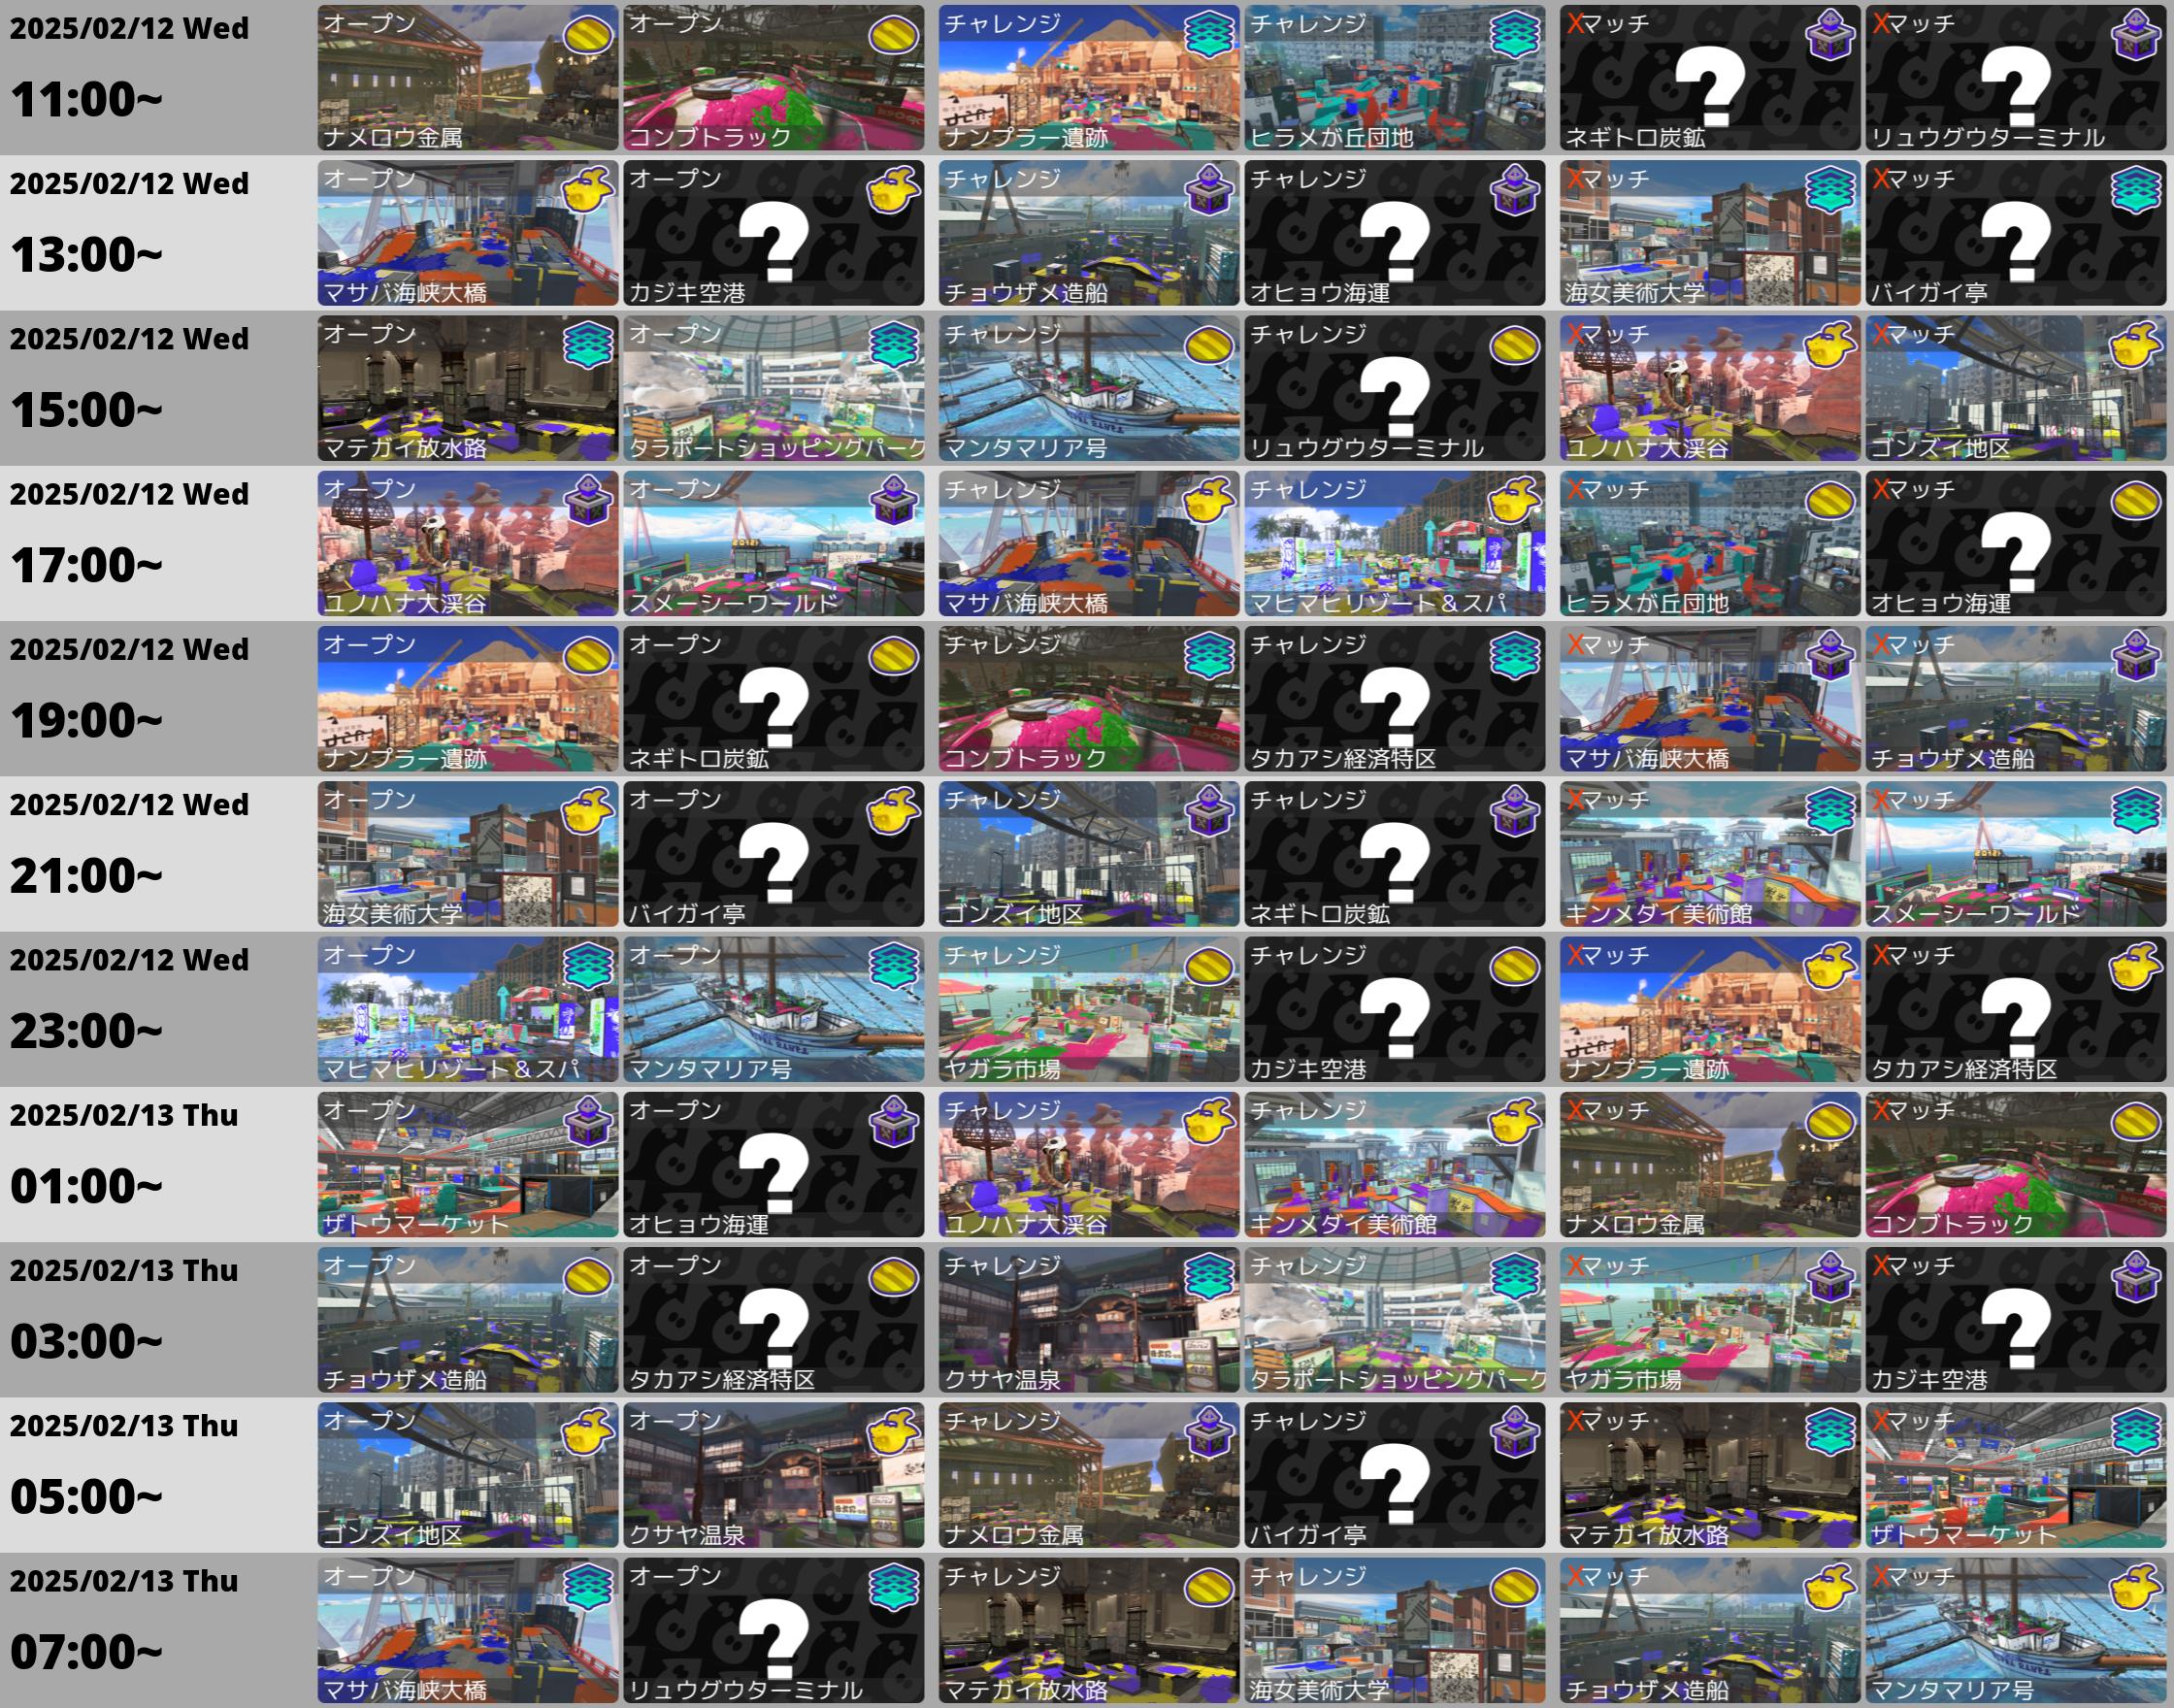 2025/02/12 Wed
11:00~
オープン
ナメロウ金属
オープン
コンブトラック
チャレンジ
ナンプラー遺跡
チャレンジ
ヒラメが丘団地
Xマッチ
ネギトロ炭鉱
Xマッチ
リュウグウターミナル
2025/02/12 Wed
13:00~
オープン
マサバ海峡大橋
オープン
カジキ空港
チャレンジ
チョウザメ造船
チャレンジ
オヒョウ海運
Xマッチ
海女美術大学
Xマッチ
バイガイ亭
2025/02/12 Wed
15:00~
オープン
マテガイ放水路
オープン
タラポートショッピングパーク
チャレンジ
マンタマリア号
チャレンジ
リュウグウターミナル
Xマッチ
ユノハナ大渓谷
Xマッチ
ゴンズイ地区
2025/02/12 Wed
17:00~
オープン
ユノハナ大渓谷
オープン
スメーシーワールド
チャレンジ
マサバ海峡大橋
チャレンジ
マヒマヒリゾート＆スパ
Xマッチ
ヒラメが丘団地
Xマッチ
オヒョウ海運
2025/02/12 Wed
19:00~
オープン
ナンプラー遺跡
オープン
ネギトロ炭鉱
チャレンジ
コンブトラック
チャレンジ
タカアシ経済特区
Xマッチ
マサバ海峡大橋
Xマッチ
チョウザメ造船
2025/02/12 Wed
21:00~
オープン
海女美術大学
オープン
バイガイ亭
チャレンジ
ゴンズイ地区
チャレンジ
ネギトロ炭鉱
Xマッチ
キンメダイ美術館
Xマッチ
スメーシーワールド
2025/02/12 Wed
23:00~
オープン
マヒマヒリゾート＆スパ
オープン
マンタマリア号
チャレンジ
ヤガラ市場
チャレンジ
カジキ空港
Xマッチ
ナンプラー遺跡
Xマッチ
タカアシ経済特区
2025/02/13 Thu
01:00~
オープン
ザトウマーケット
オープン
オヒョウ海運
チャレンジ
ユノハナ大渓谷
チャレンジ
キンメダイ美術館
Xマッチ
ナメロウ金属
Xマッチ
コンブトラック
2025/02/13 Thu
03:00~
オープン
チョウザメ造船
オープン
タカアシ経済特区
チャレンジ
クサヤ温泉
チャレンジ
タラポートショッピングパーク
Xマッチ
ヤガラ市場
Xマッチ
カジキ空港
2025/02/13 Thu
05:00~
オープン
ゴンズイ地区
オープン
クサヤ温泉
チャレンジ
ナメロウ金属
チャレンジ
バイガイ亭
Xマッチ
マテガイ放水路
Xマッチ
ザトウマーケット
2025/02/13 Thu
07:00~
オープン
マサバ海峡大橋
オープン
リュウグウターミナル
チャレンジ
マテガイ放水路
チャレンジ
海女美術大学
Xマッチ
チョウザメ造船
Xマッチ
マンタマリア号